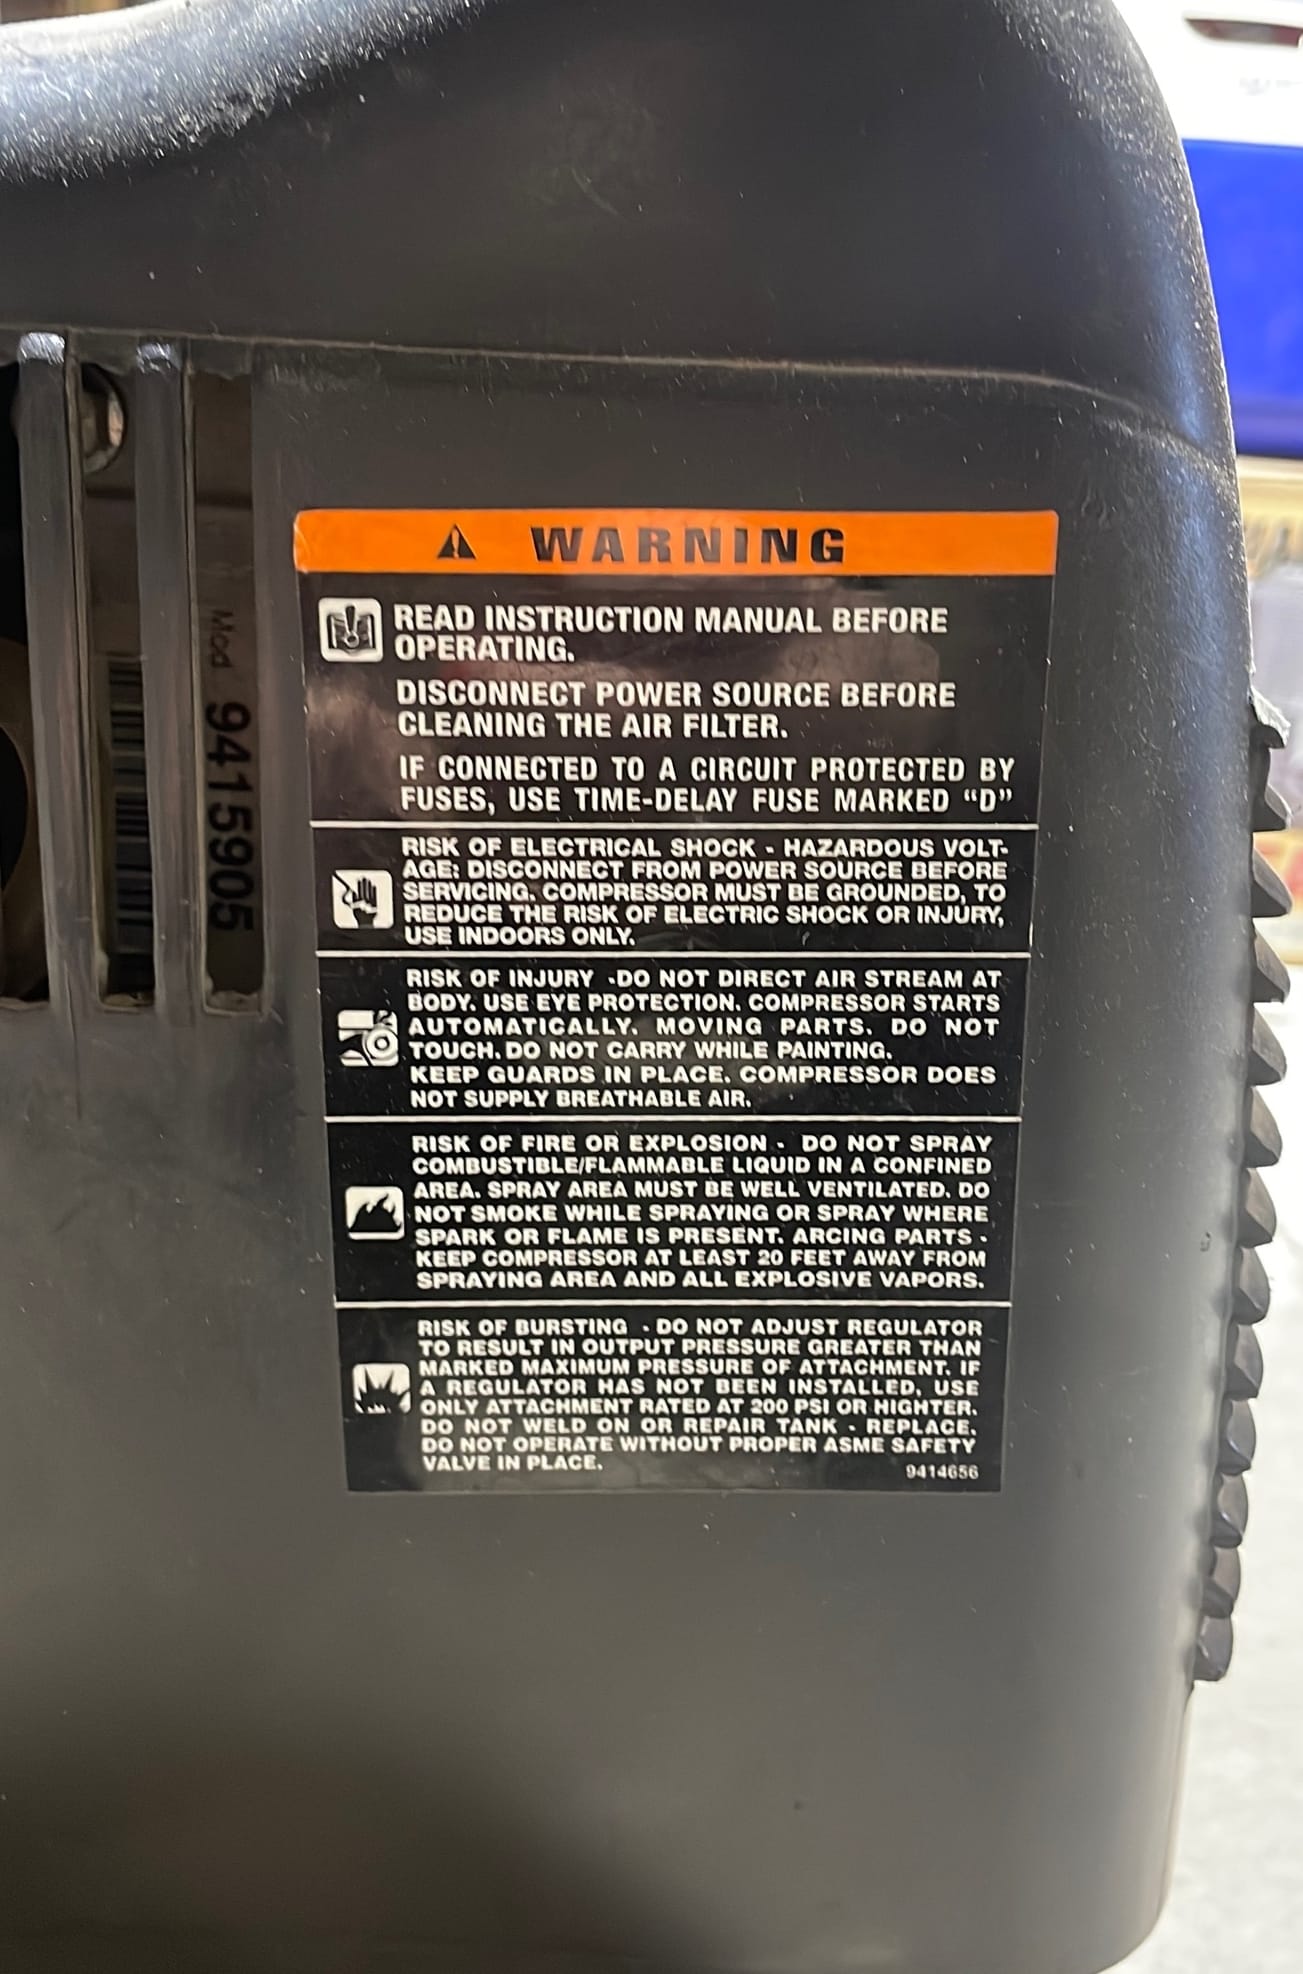 WARNING
READ INSTRUCTION MANUAL BEFORE
OPERATING.
DISCONNECT POWER SOURCE BEFORE
CLEANING THE AIR FILTER.
IF CONNECTED TO A CIRCUIT PROTECTED BY
FUSES, USE TIME-DELAY FUSE MARKED “D”
RISK OF ELECTRICAL SHOCK - HAZARDOUS VOLT-
AGE: DISCONNECT FROM POWER SOURCE BEFORE
SERVICING. COMPRESSOR MUST BE GROUNDED, TO
REDUCE THE RISK OF ELECTRIC SHOCK OR INJURY,
USE INDOORS ONLY.
RISK OF INJURY -DO NOT DIRECT AIR STREAM AT
BODY. USE EYE PROTECTION. COMPRESSOR STARTS
AUTOMATICALLY. MOVING PARTS. DO NOT
TOUCH. DO NOT CARRY WHILE PAINTING.
KEEP GUARDS IN PLACE. COMPRESSOR DOES
NOT SUPPLY BREATHABLE AIR.
RISK OF FIRE OR EXPLOSION - DO NOT SPRAY
COMBUSTIBLE/FLAMMABLE LIQUID IN A CONFINED
AREA. SPRAY AREA MUST BE WELL VENTILATED. DO
NOT SMOKE WHILE SPRAYING OR SPRAY WHERE
SPARK OR FLAME IS PRESENT. ARCING PARTS -
KEEP COMPRESSOR AT LEAST 20 FEET AWAY FROM
SPRAYING AREA AND ALL EXPLOSIVE VAPORS.
RISK OF BURSTING - DO NOT ADJUST REGULATOR
TO RESULT IN OUTPUT PRESSURE GREATER THAN
MARKED MAXIMUM PRESSURE OF ATTACHMENT. IF
A REGULATOR HAS NOT BEEN INSTALLED, USE
ONLY ATTACHMENT RATED AT 200 PSI OR HIGHTER.
DO NOT WELD ON OR REPAIR TANK - REPLACE.
DO NOT OPERATE WITHOUT PROPER ASME SAFETY
VALVE IN PLACE.
9414656
Mod 9415905